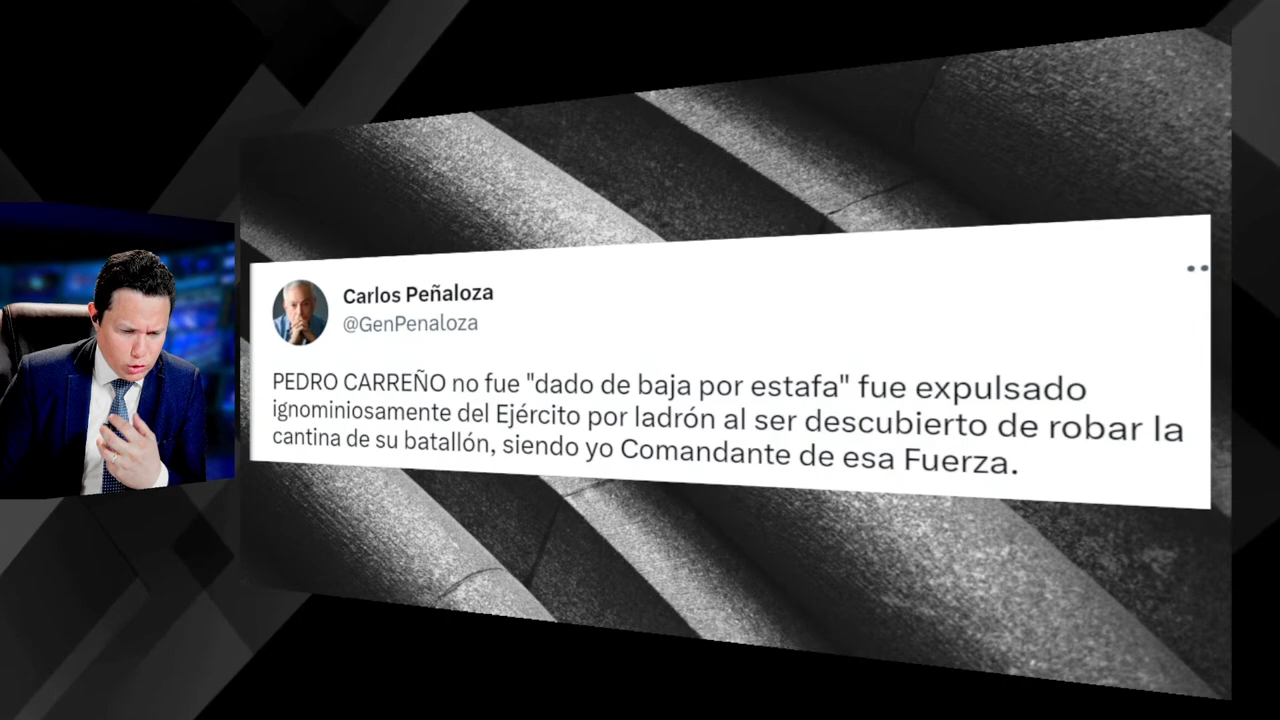 Carlos Peñaloza
@GenPenaloza
PEDRO CARREÑO no fue "dado de baja por estafa" fue expulsado
ignominiosamente del Ejército por ladrón al ser descubierto de robar la
cantina de su batallón, siendo yo Comandante de esa Fuerza.